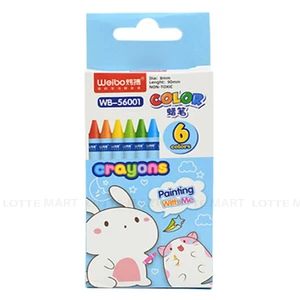 Weibo 炜博
WB-56001
Dia: 8mm
Lenght: 90mm
NON-TOXIC
COLOR
蜡笔
6
colors
crayons
Painting
With Me
LOTTE MART